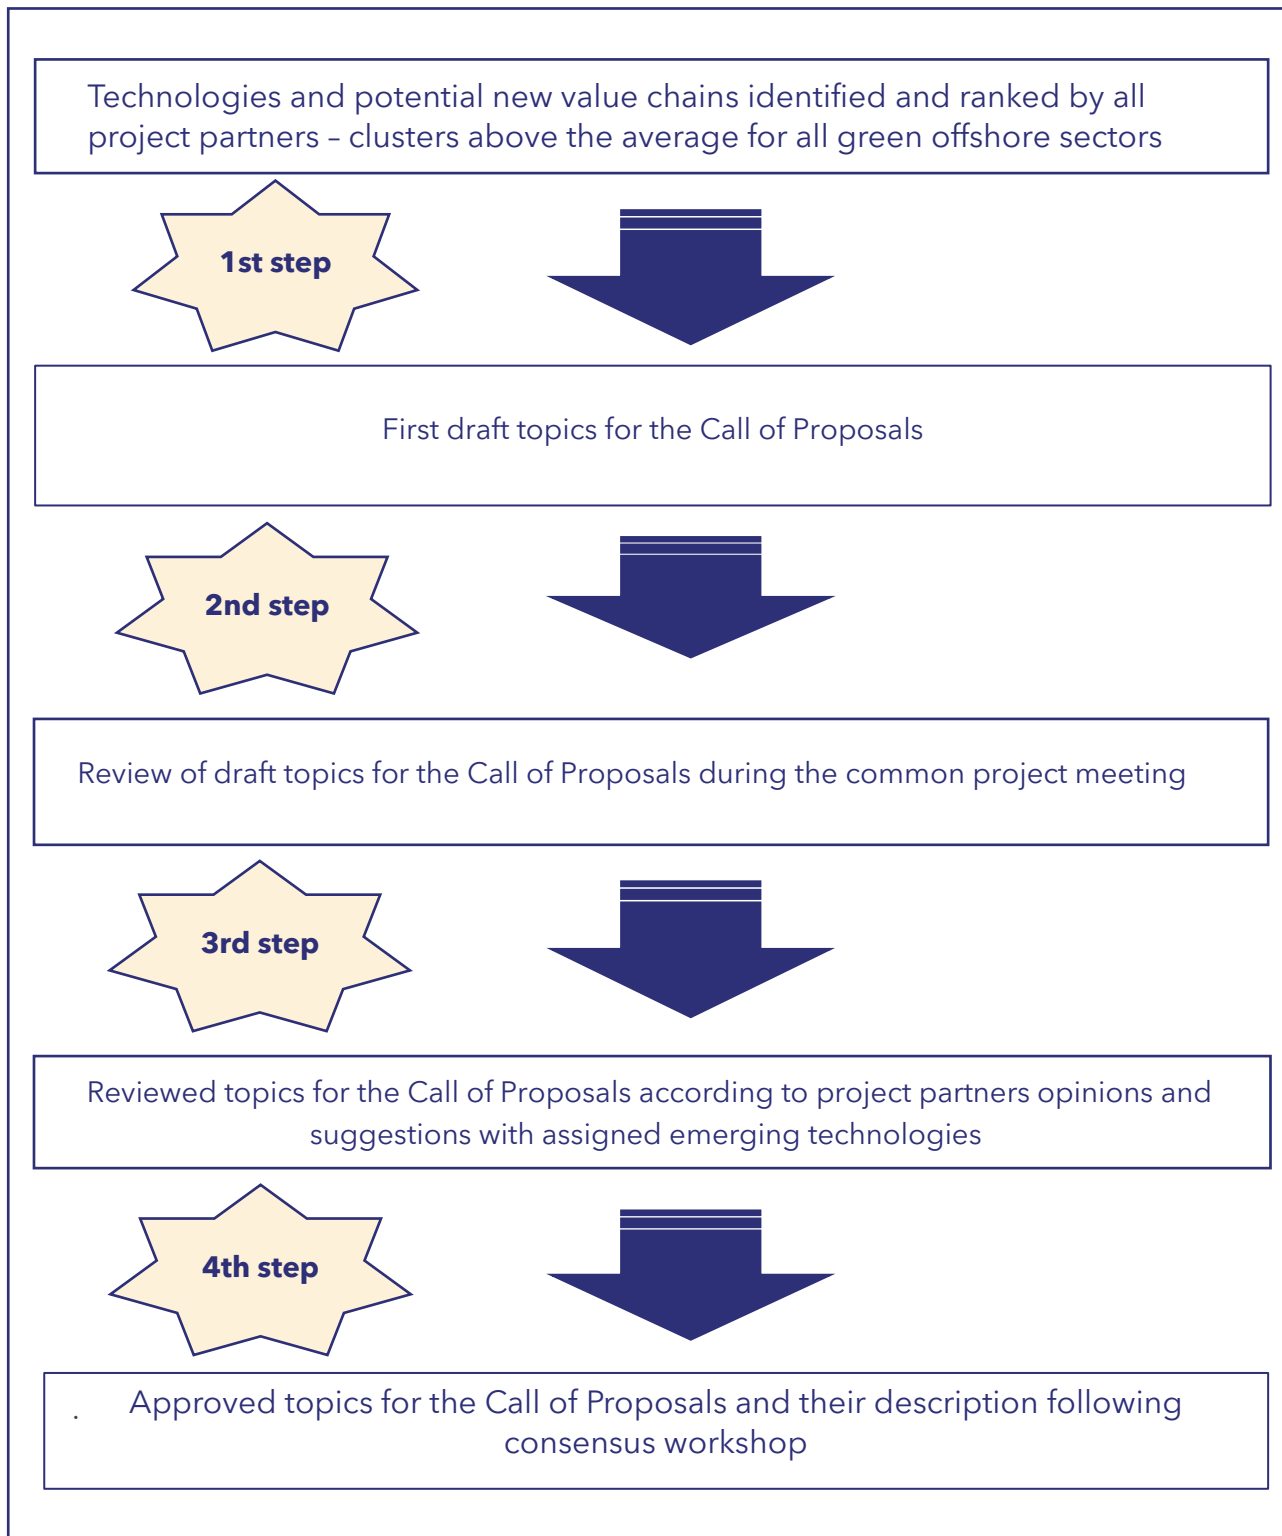 Technologies and potential new value chains identified and ranked by all
project partners – clusters above the average for all green offshore sectors
1st step
First draft topics for the Call of Proposals
2nd step
Review of draft topics for the Call of Proposals during the common project meeting
3rd step
Reviewed topics for the Call of Proposals according to project partners opinions and
suggestions with assigned emerging technologies
4th step
. Approved topics for the Call of Proposals and their description following
consensus workshop